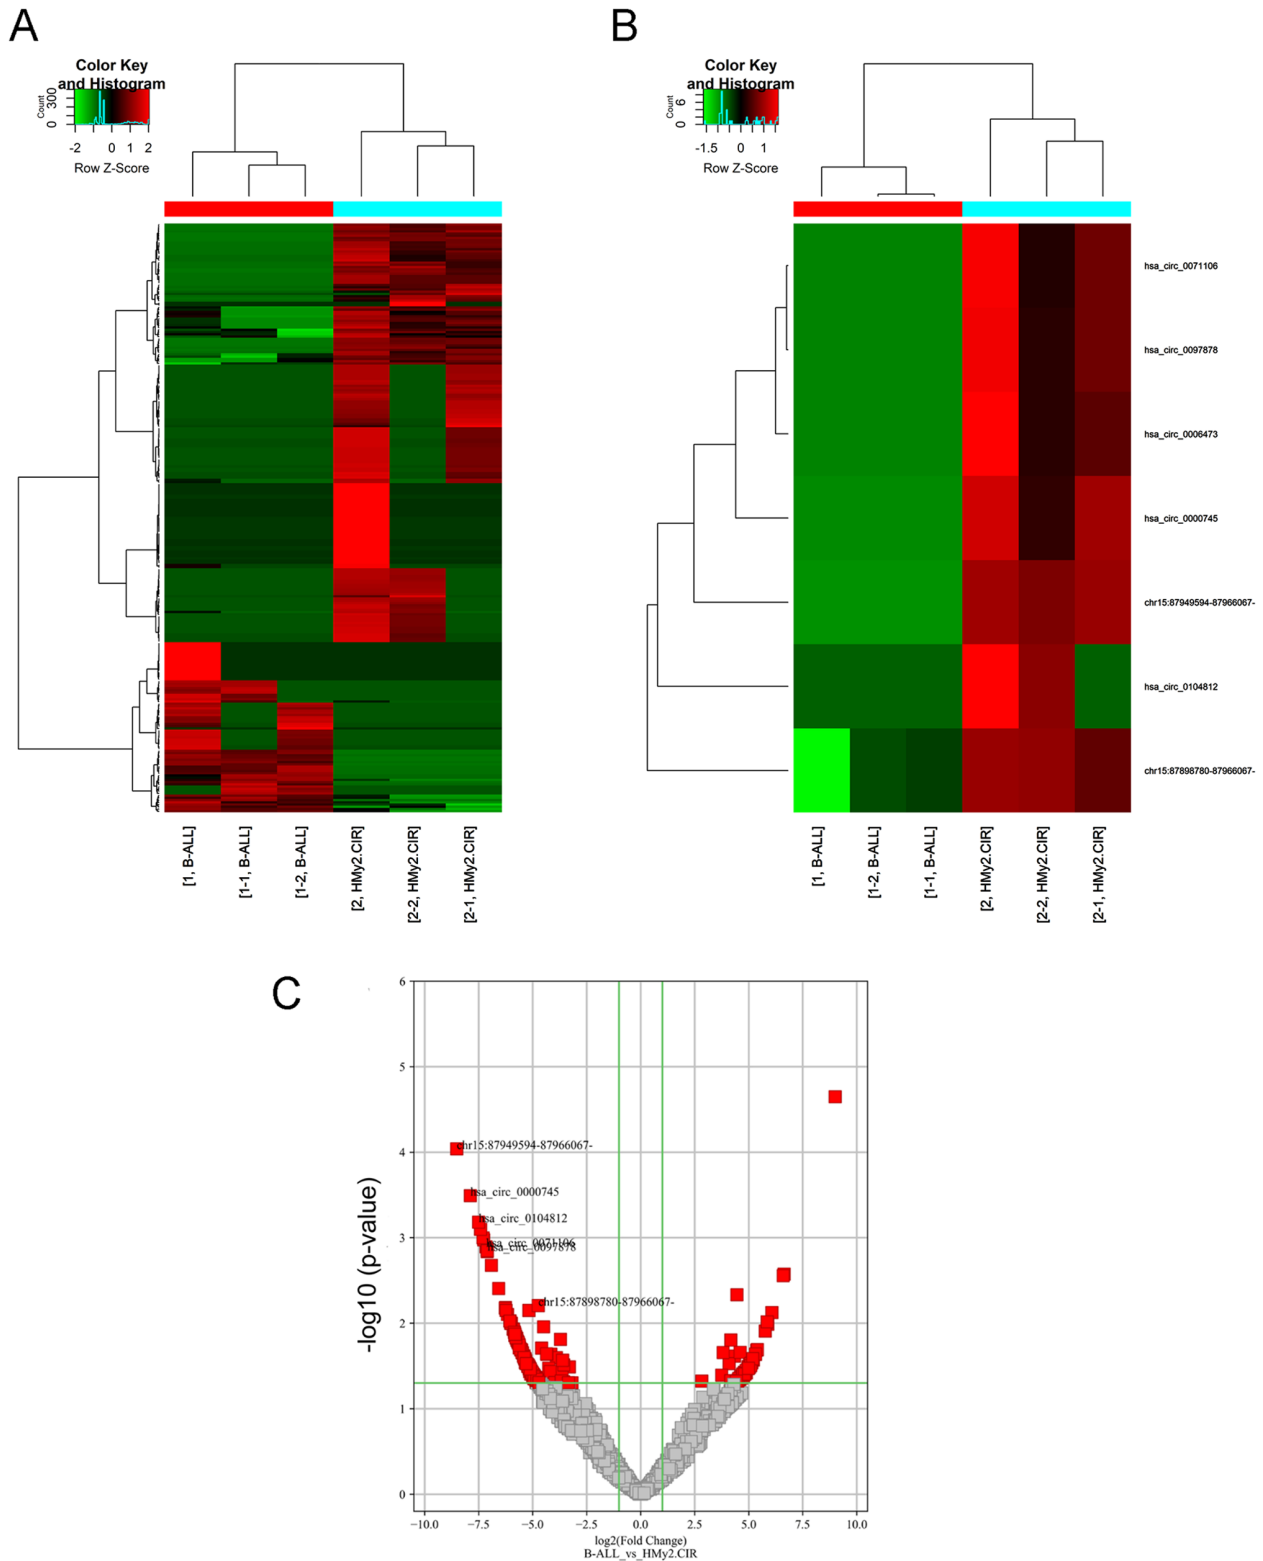 A
Color Key
and Histogram
Count
0 300
-2 0 1 2
Row Z-Score
[1, B-ALL]
[1-1, B-ALL]
[1-2, B-ALL]
[2, HMy2.CIR]
[2-2, HMy2.CIR]
[2-1, HMy2.CIR]
B
Color Key
and Histogram
Count
0 6
-1.5 0 1
Row Z-Score
hsa_circ_0071106
hsa_circ_0097878
hsa_circ_0006473
hsa_circ_0000745
chr15:87949594-87966067-
hsa_circ_0104812
chr15:87898780-87966067-
[1, B-ALL]
[1-2, B-ALL]
[1-1, B-ALL]
[2, HMy2.CIR]
[2-2, HMy2.CIR]
[2-1, HMy2.CIR]
C
-log10 (p-value)
6
5
4
3
2
1
0
chr15:87949594-87966067-
hsa_circ_0000745
hsa_circ_0104812
hsa_circ_0071106
hsa_circ_0097878
chr15:87898780-87966067-
−10.0 −7.5 −5.0 −2.5 0.0 2.5 5.0 7.5 10.0
log2(Fold Change)
B-ALL_vs_HMy2.CIR